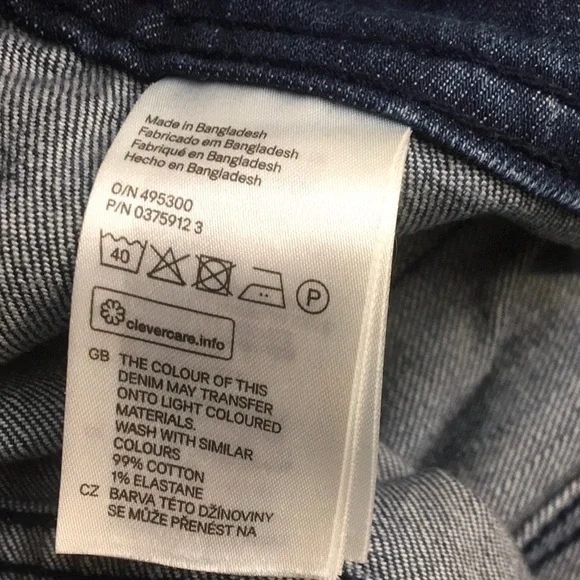 Made in Bangladesh
Fabricado em Bangladesh
Fabriqué en Bangladesh
Hecho en Bangladesh
O/N 495300
P/N 0375912 3
40 P
clevercare.info
GB THE COLOUR OF THIS
DENIM MAY TRANSFER
ONTO LIGHT COLOURED
MATERIALS.
WASH WITH SIMILAR
COLOURS
99% COTTON
1% ELASTANE
CZ BARVA TÉTO DŽÍNOVINY
SE MŮŽE PŘENÉST NA